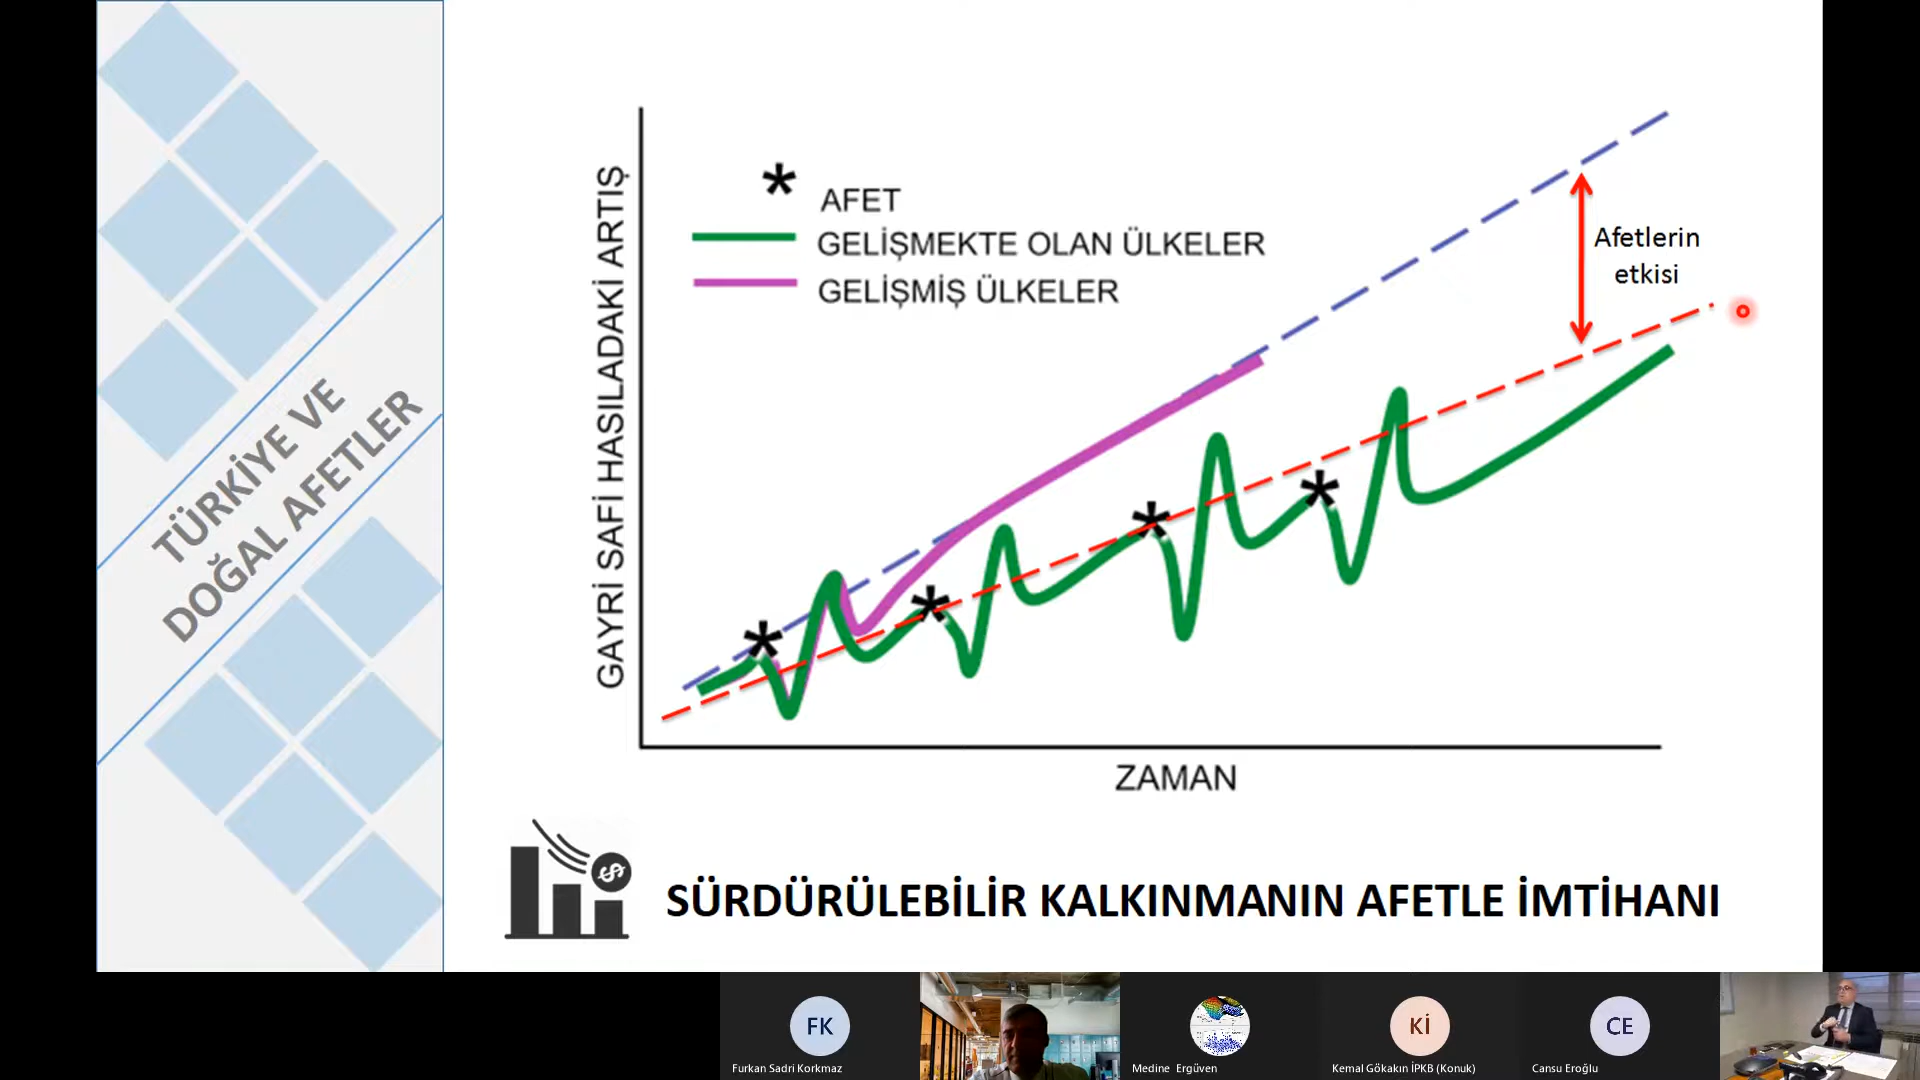 TÜRKİYE VE
DOĞAL AFETLER
GAYRİ SAFİ HASILADAKİ ARTIŞ
* AFET
GELİŞMEKTE OLAN ÜLKELER
GELİŞMİŞ ÜLKELER
Afetlerin
etkisi
ZAMAN
$
SÜRDÜRÜLEBİLİR KALKINMANIN AFETLE İMTİHANI
FK
Kİ
CE
Furkan Sadri Korkmaz
Medine Ergüven
Kemal Gökakın İPKB (Konuk)
Cansu Eroğlu